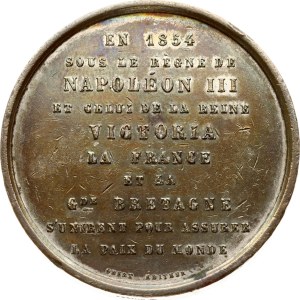 EN 1854
SOUS LE RÈGNE DE
NAPOLÉON III
ET CELUI DE LA REINE
VICTORIA
LA FRANCE
ET LA
GDE BRETAGNE
S'UNIRENT POUR ASSURER
LA PAIX DU MONDE
EDITEUR